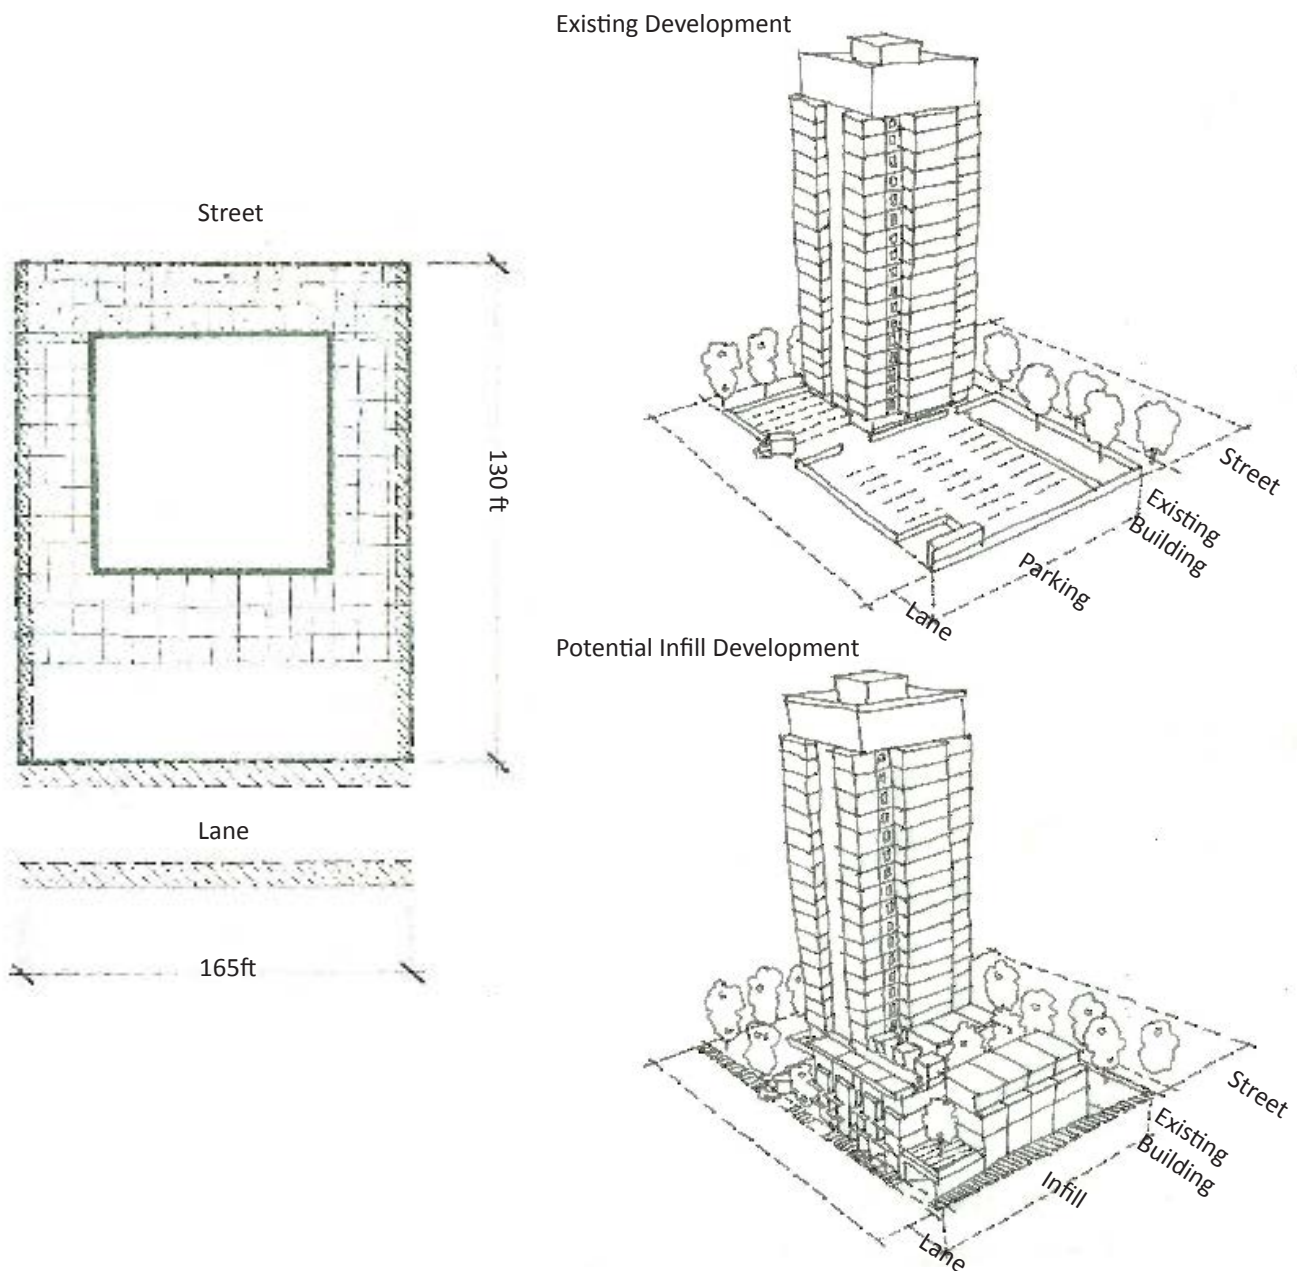 Existing Development
Street
130 ft
Street
Existing
Building
Parking
Lane
Potential Infill Development
Lane
165ft
Street
Existing
Building
Infill
Lane